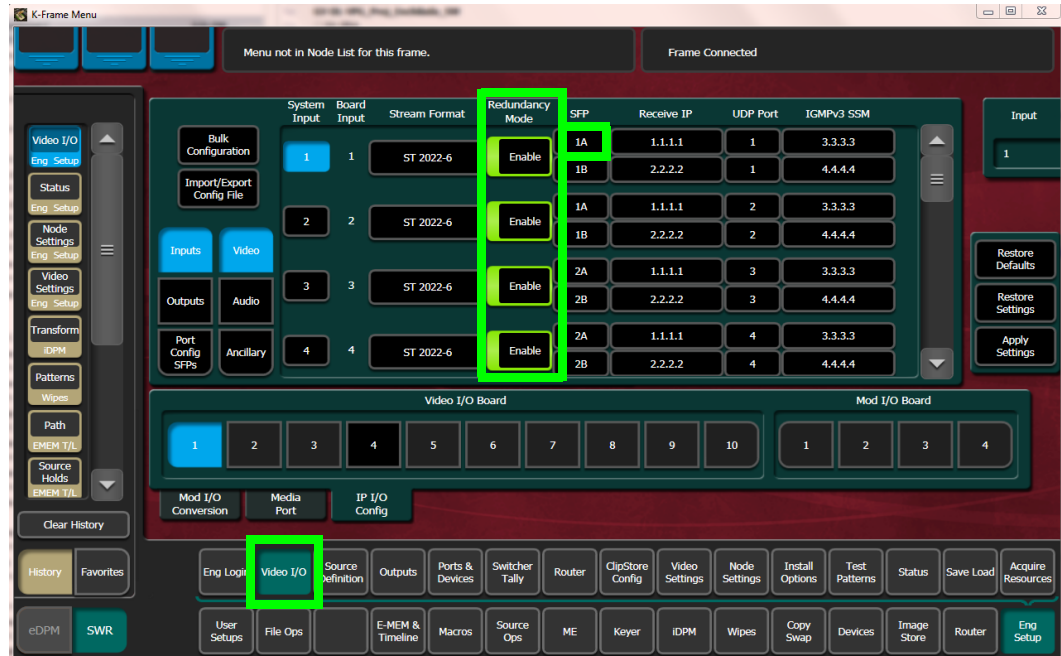 K-Frame Menu
Menu not in Node List for this frame.
Frame Connected
Video I/O
Eng Setup
Status
Eng Setup
Node
Settings
Eng Setup
Video
Settings
Eng Setup
Transform
iDPM
Patterns
Wipes
Path
EMEM T/L
Source
Holds
EMEM T/L
Clear History
History
Favorites
eDPM
SWR
Bulk
Configuration
Import/Export
Config File
Inputs
Video
Outputs
Audio
Port
Config
SFPs
Ancillary
System
Input
Board
Input
Stream Format
Redundancy
Mode
SFP
Receive IP
UDP Port
IGMPv3 SSM
1
1
ST 2022-6
Enable
1A
1.1.1.1
1
3.3.3.3
1B
2.2.2.2
1
4.4.4.4
2
2
ST 2022-6
Enable
1A
1.1.1.1
2
3.3.3.3
1B
2.2.2.2
2
4.4.4.4
3
3
ST 2022-6
Enable
2A
1.1.1.1
3
3.3.3.3
2B
2.2.2.2
3
4.4.4.4
4
4
ST 2022-6
Enable
2A
1.1.1.1
4
3.3.3.3
2B
2.2.2.2
4
4.4.4.4
Input
1
Restore
Defaults
Restore
Settings
Apply
Settings
Video I/O Board
1 2 3 4 5 6 7 8 9 10
Mod I/O Board
1 2 3 4
Mod I/O
Conversion
Media
Port
IP I/O
Config
Eng Login
Video I/O
Source
Definition
Outputs
Ports &
Devices
Switcher
Tally
Router
ClipStore
Config
Video
Settings
Node
Settings
Install
Options
Test
Patterns
Status
Save Load
Acquire
Resources
User
Setups
File Ops
E-MEM &
Timeline
Macros
Source
Ops
ME
Keyer
iDPM
Wipes
Copy
Swap
Devices
Image
Store
Router
Eng
Setup